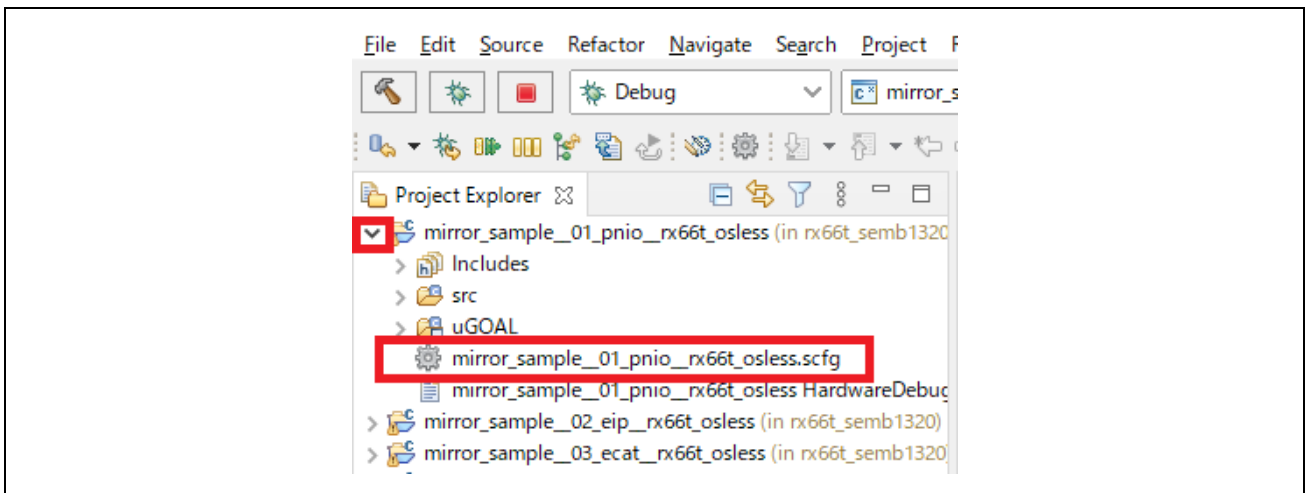 File Edit Source Refactor Navigate Search Project
Debug mirror_s
Project Explorer
mirror_sample__01_pnio__rx66t_osless (in rx66t_semb1320
Includes
src
uGOAL
mirror_sample__01_pnio__rx66t_osless.scfg
mirror_sample__01_pnio__rx66t_osless HardwareDebug
mirror_sample__02_eip__rx66t_osless (in rx66t_semb1320)
mirror_sample__03_ecat__rx66t_osless (in rx66t_semb1320)